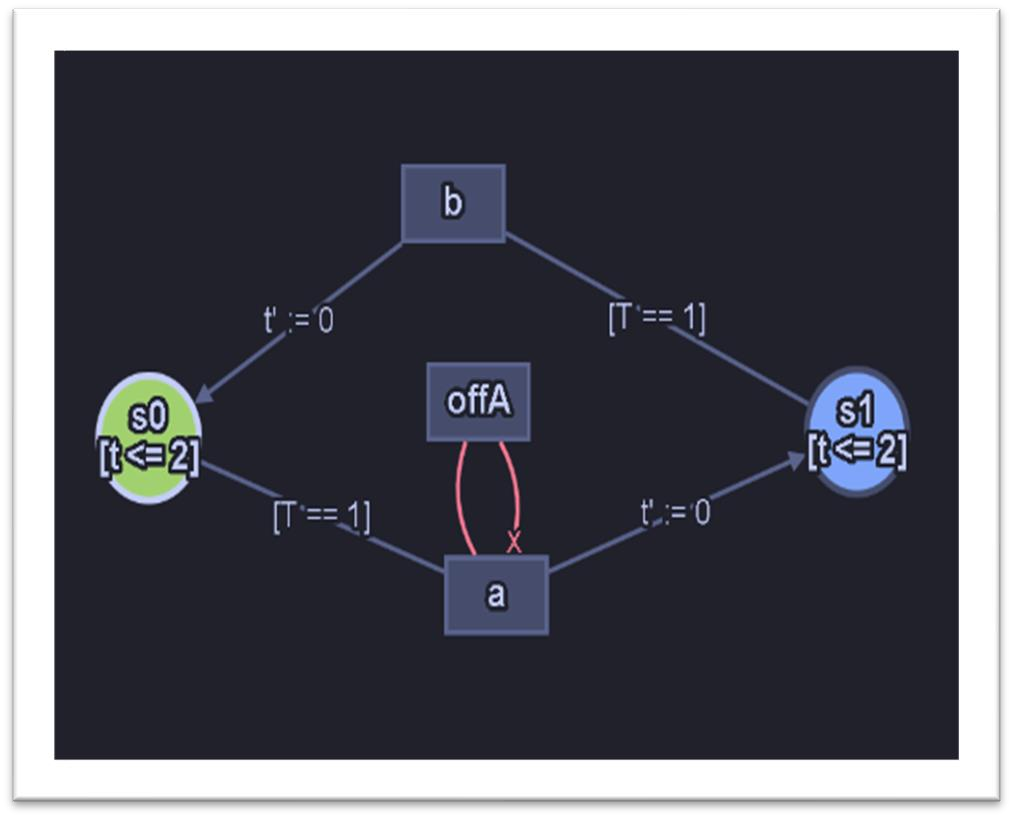 b
t' := 0
[T == 1]
offA
s0
[t <= 2]
s1
[t <= 2]
[T == 1]
t' := 0
x
a